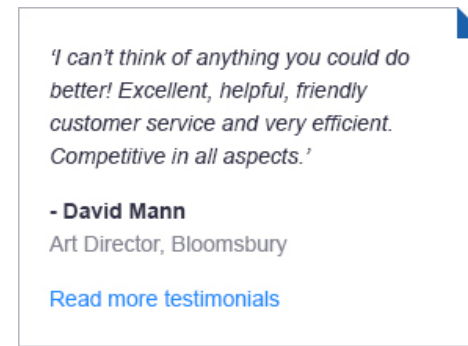 ‘I can’t think of anything you could do
better! Excellent, helpful, friendly
customer service and very efficient.
Competitive in all aspects.’
- David Mann
Art Director, Bloomsbury
Read more testimonials